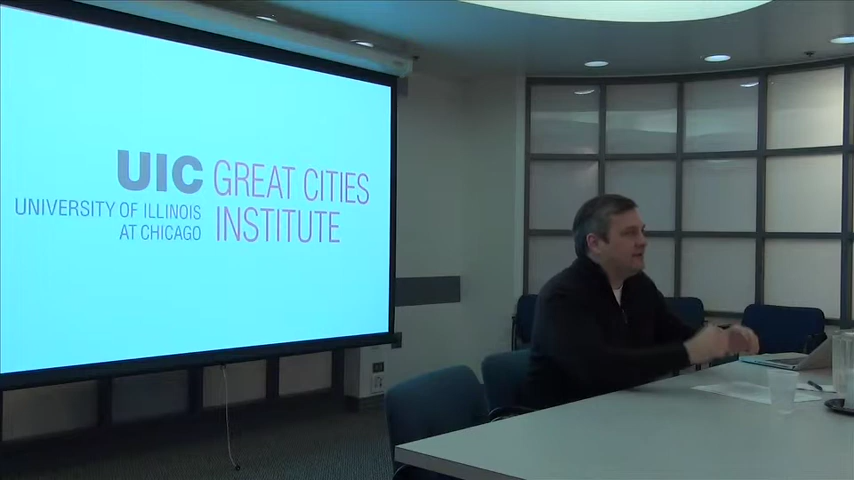 UIC GREAT CITIES
UNIVERSITY OF ILLINOIS INSTITUTE
AT CHICAGO